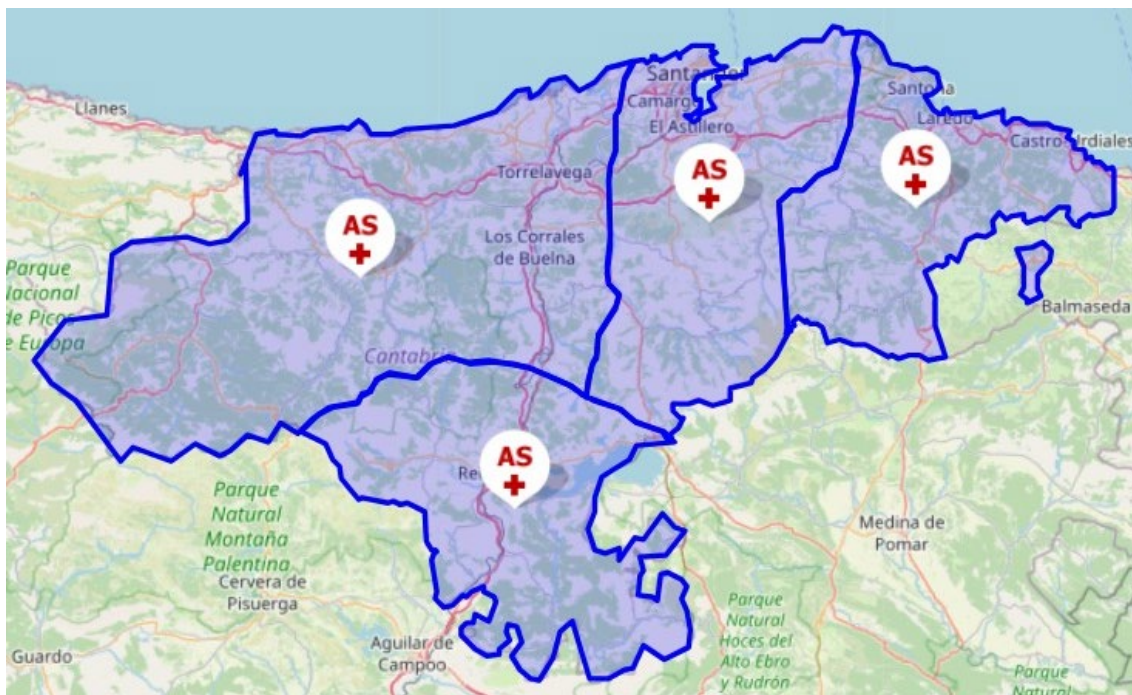 Llanes
Santander
Camargo
El Astillero
Santoña
Laredo
Castro Urdiales
Torrelavega
AS
AS
AS
Los Corrales
de Buelna
Parque
Nacional
de Picos
de Europa
Balmaseda
Cantabria
AS
Parque
Natural
Montaña
Palentina
Medina de
Pomar
Cervera de
Pisuerga
Parque
Natural
Hoces del
Alto Ebro
y Rudrón
Aguilar de
Campoo
Guardo
Parque
Natural